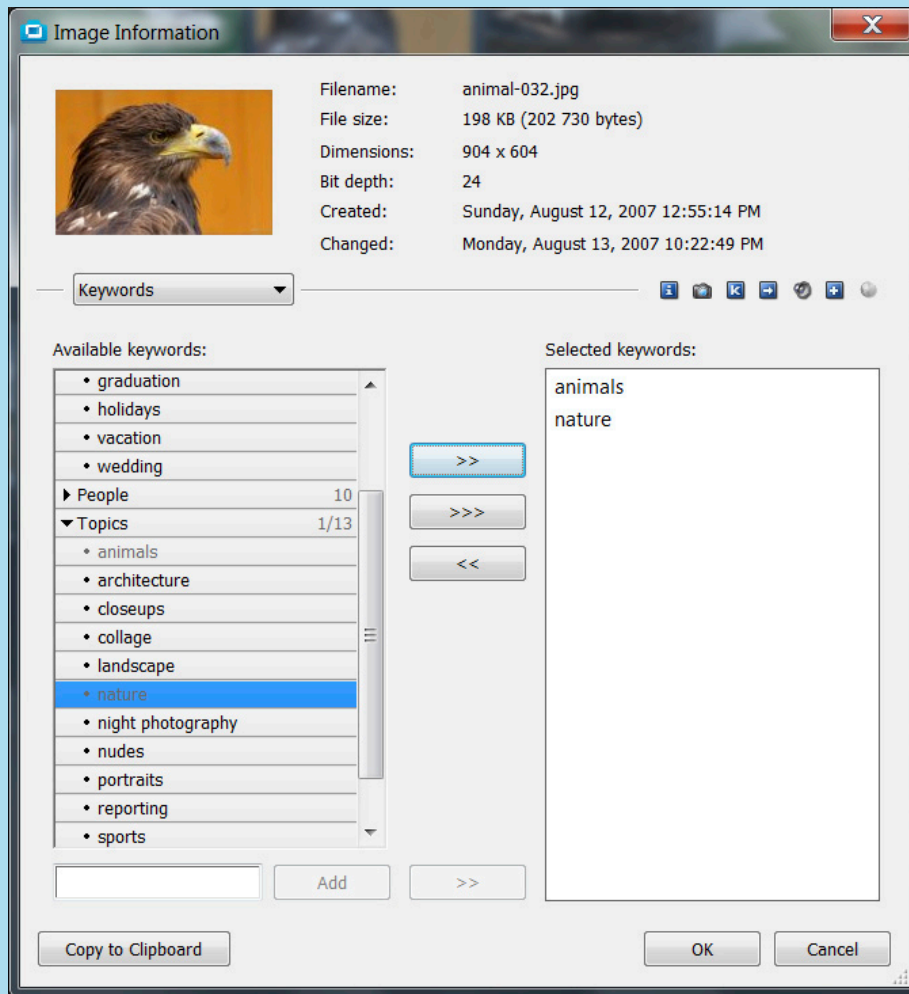 Image Information
X
Filename: animal-032.jpg
File size: 198 KB (202 730 bytes)
Dimensions: 904 x 604
Bit depth: 24
Created: Sunday, August 12, 2007 12:55:14 PM
Changed: Monday, August 13, 2007 10:22:49 PM
Keywords
Available keywords:
• graduation
• holidays
• vacation
• wedding
People 10
Topics 1/13
• animals
• architecture
• closeups
• collage
• landscape
• nature
• night photography
• nudes
• portraits
• reporting
• sports
Add
>>
>>>
<<
>>
Selected keywords:
animals
nature
Copy to Clipboard
OK
Cancel